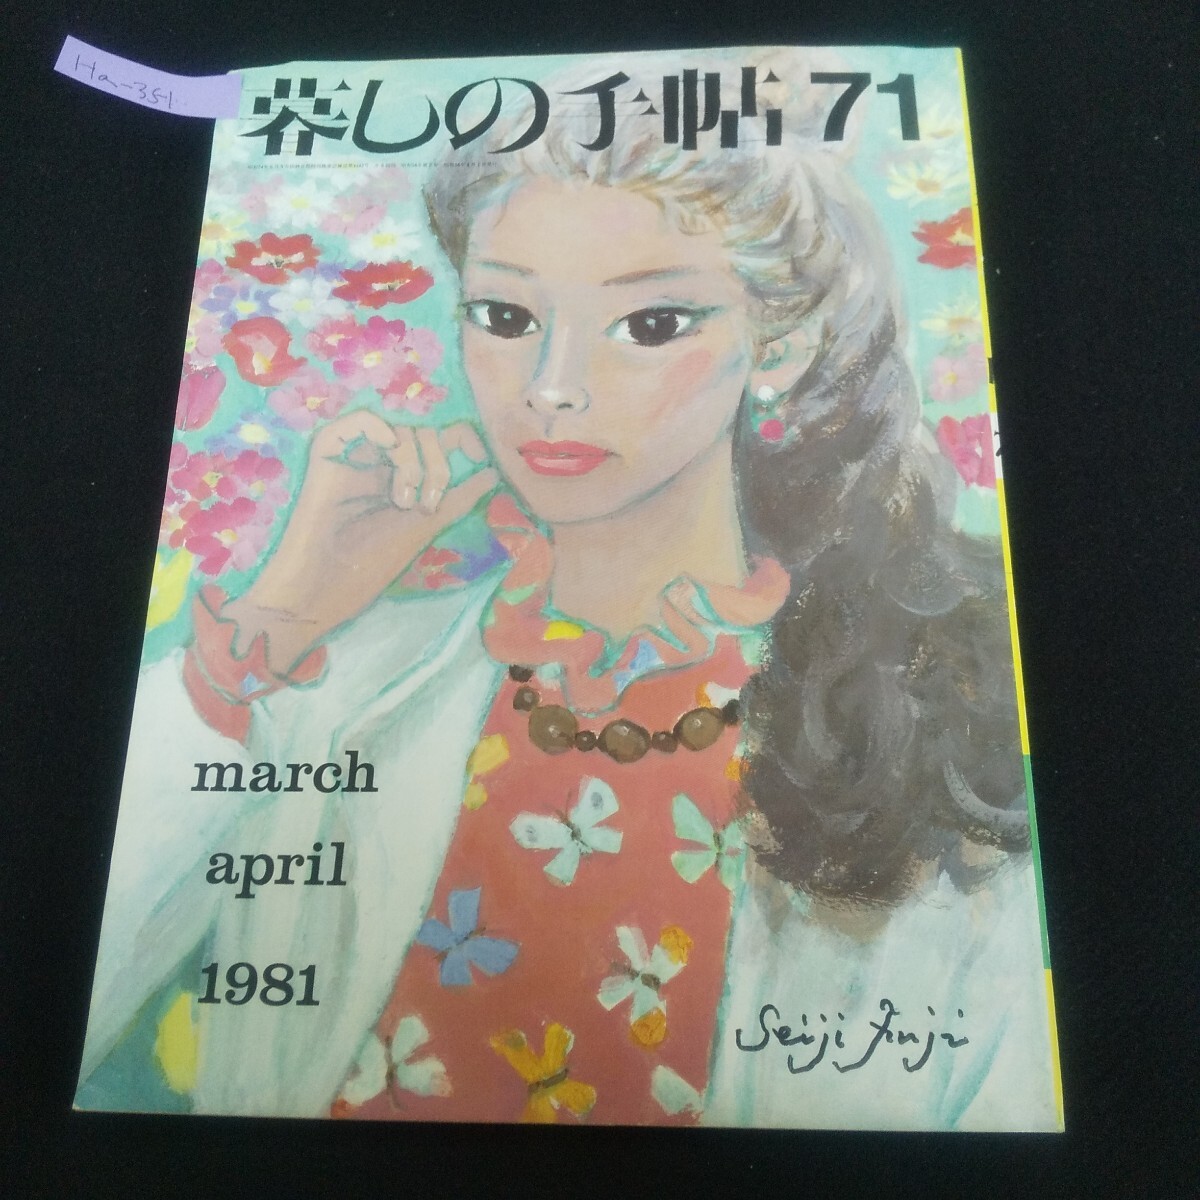 Ha-351
暮しの手帖 71
march
april
1981
Seiji Fuji